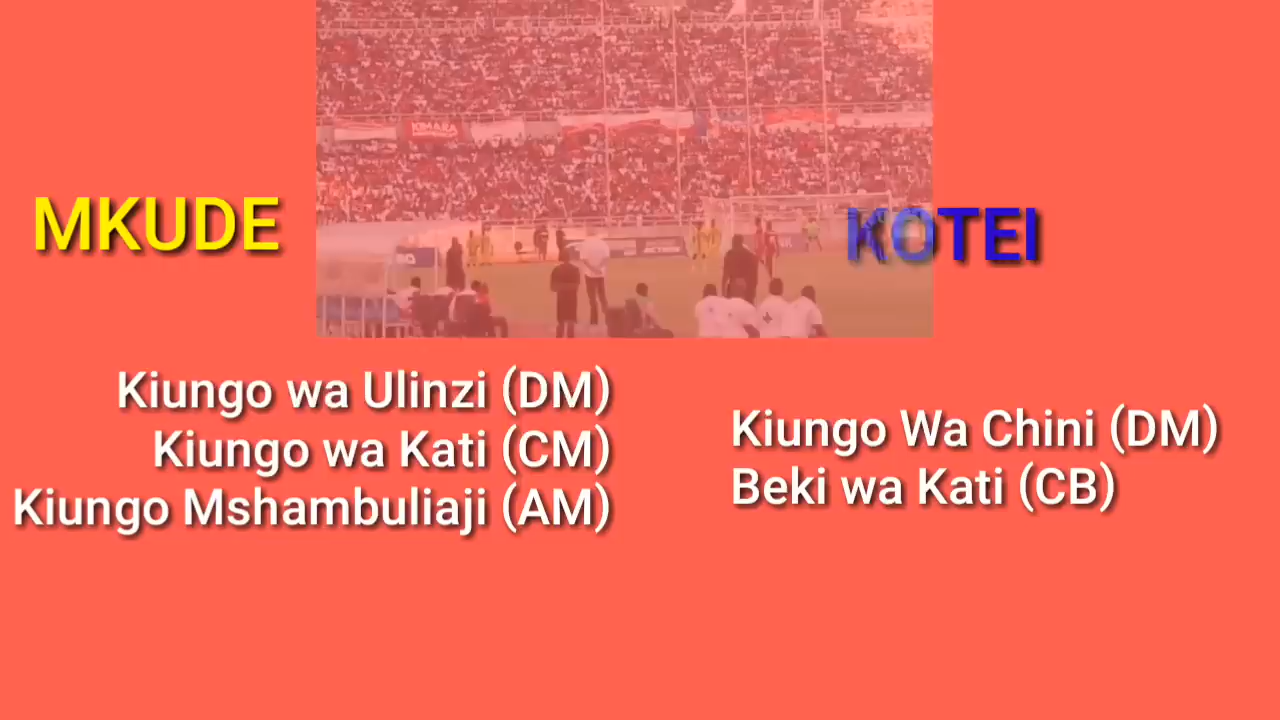 KIMARA
MKUDE
KOTEI
Kiungo wa Ulinzi (DM)
Kiungo wa Kati (CM)
Kiungo Mshambuliaji (AM)
Kiungo Wa Chini (DM)
Beki wa Kati (CB)